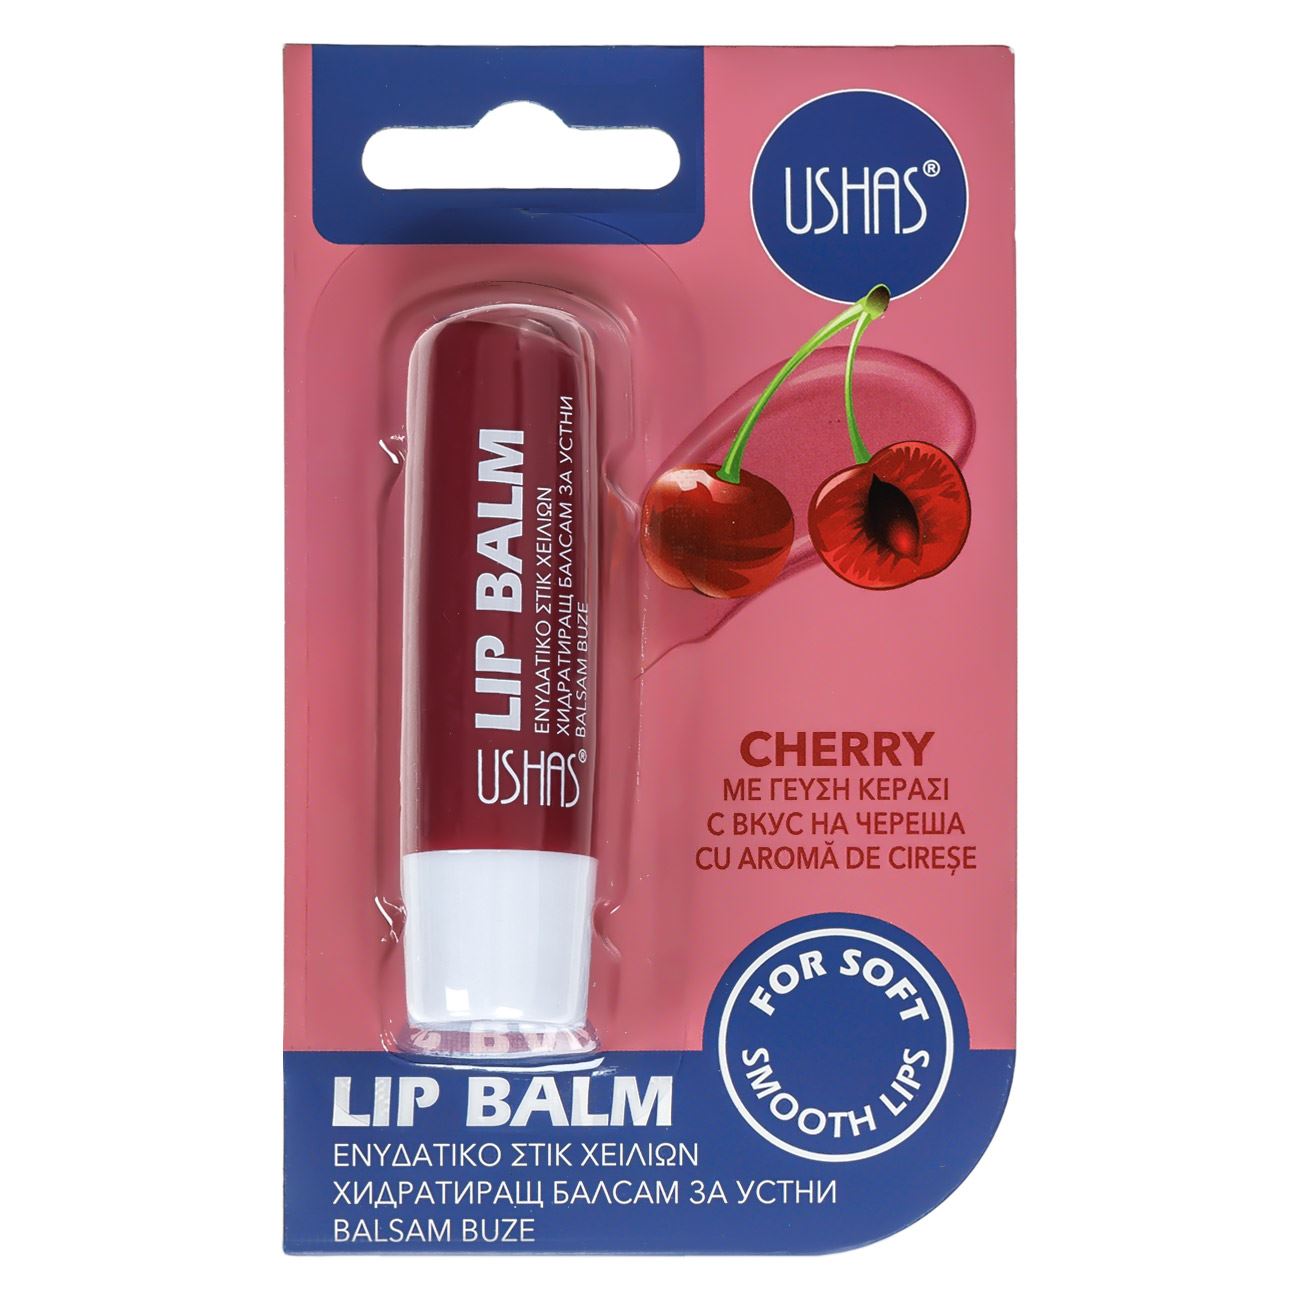 USHAS®
LIP BALM
ΕΝΥΔΑΤΙΚΟ ΣΤΙΚ ΧΕΙΛΙΩΝ
ХИДРАТИРАЩ БАЛСАМ ЗА УСТНИ
BALSAM BUZE
USHAS®
CHERRY
ΜΕ ΓΕΥΣΗ ΚΕΡΑΣΙ
С ВКУС НА ЧЕРЕША
CU AROMĂ DE CIREȘE
FOR SOFT
SMOOTH LIPS
LIP BALM
ΕΝΥΔΑΤΙΚΟ ΣΤΙΚ ΧΕΙΛΙΩΝ
ХИДРАТИРАЩ БАЛСАМ ЗА УСТНИ
BALSAM BUZE